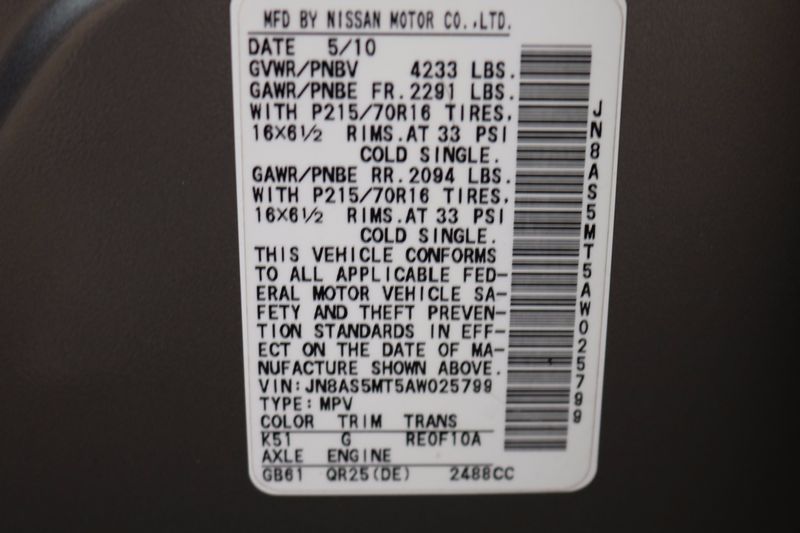 MFD BY NISSAN MOTOR CO.,LTD.
DATE 5/10
GVWR/PNBV 4233 LBS.
GAWR/PNBE FR.2291 LBS.
WITH P215/70R16 TIRES,
16X6½ RIMS.AT 33 PSI
COLD SINGLE.
GAWR/PNBE RR.2094 LBS.
WITH P215/70R16 TIRES,
16X6½ RIMS.AT 33 PSI
COLD SINGLE.
THIS VEHICLE CONFORMS
TO ALL APPLICABLE FED-
ERAL MOTOR VEHICLE SA-
FETY AND THEFT PREVEN-
TION STANDARDS IN EFF-
ECT ON THE DATE OF MA-
NUFACTURE SHOWN ABOVE.
VIN:JN8AS5MT5AW025799
TYPE:MPV
COLOR TRIM TRANS
K51 G RE0F10A
AXLE ENGINE
GB61 QR25(DE) 2488CC
JN8AS5MT5AW025799